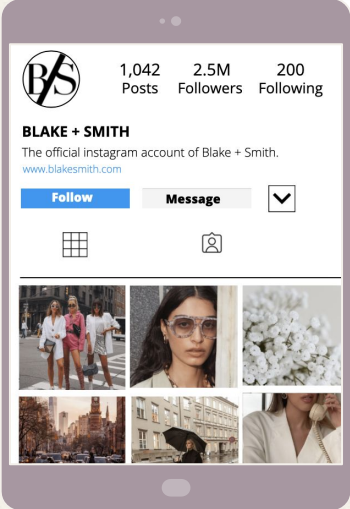 B/S
1,042 2.5M 200
Posts Followers Following
BLAKE + SMITH
The official instagram account of Blake + Smith.
www.blakesmith.com
Follow Message